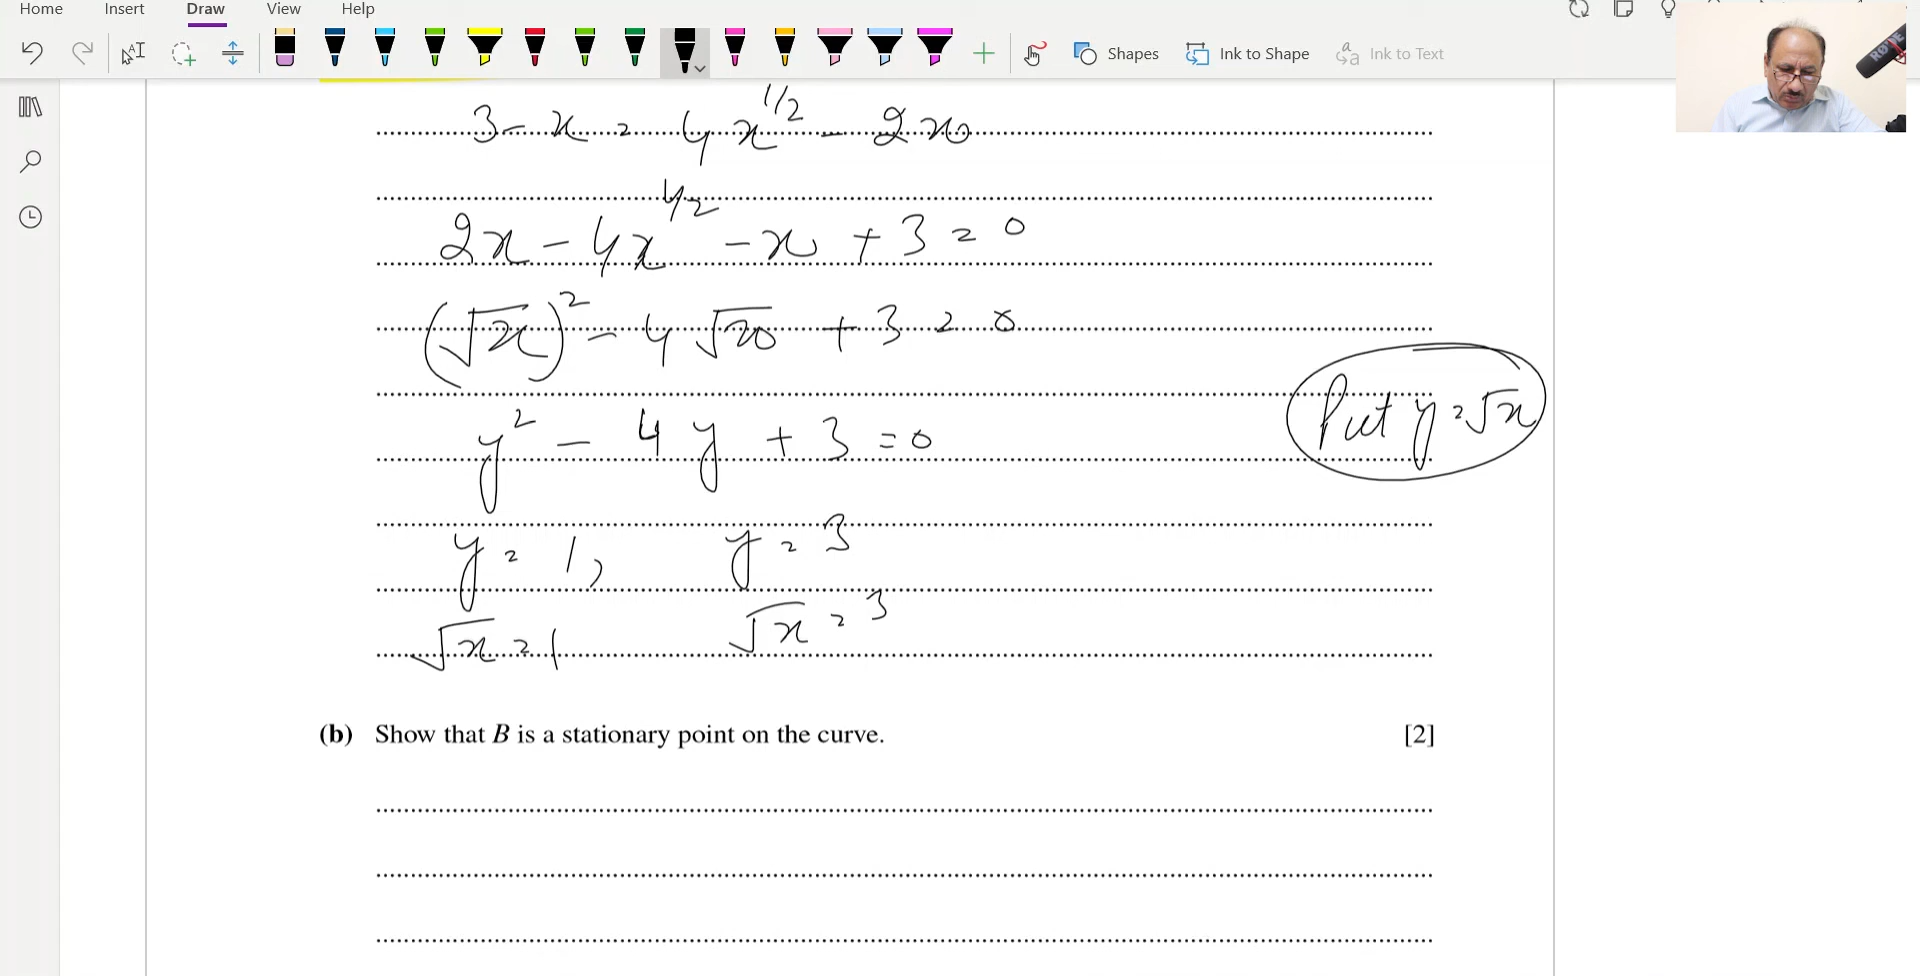 Home Insert Draw View Help
Shapes Ink to Shape Ink to Text
RØDE
3 - x = 4x^{1/2} - 2x
2x - 4x^{1/2} - x + 3 = 0
(√x)² - 4√x + 3 = 0
Put y = √x
y² - 4y + 3 = 0
y = 1, y = 3
√x = 1 √x = 3
(b) Show that B is a stationary point on the curve. [2]